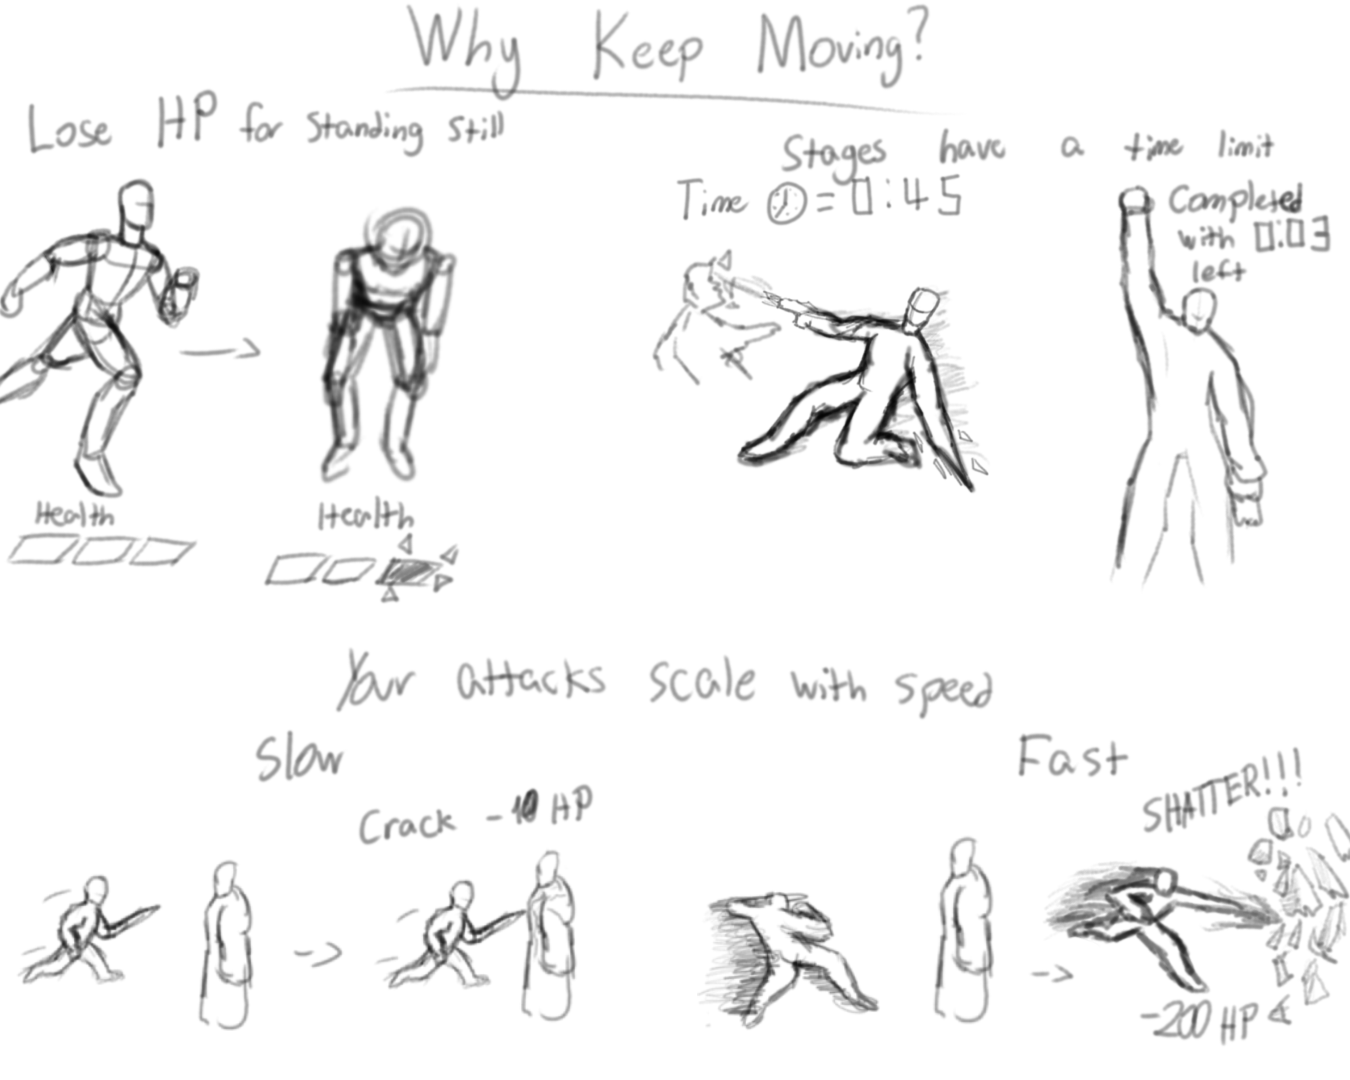 Why Keep Moving?
Lose HP for Standing Still
Stages have a time limit
Time = 0:45
Completed
with 0:03
left
Health
Health
Your attacks scale with speed
Slow
Fast
Crack -10 HP
SHATTER!!!
-200 HP